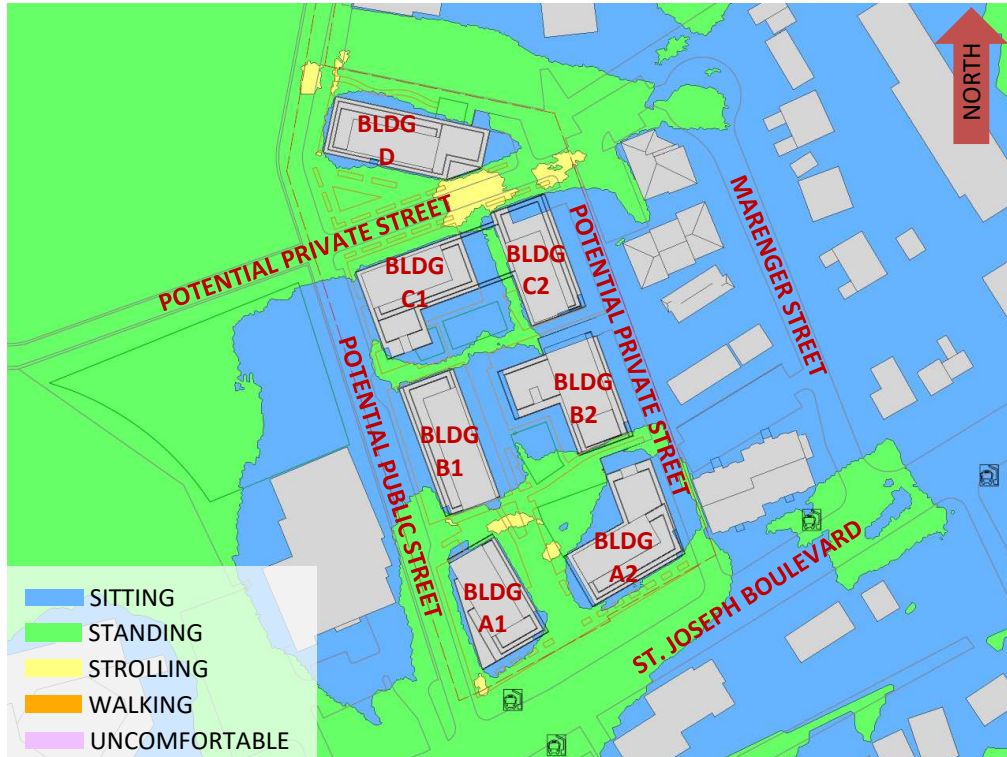 NORTH
BLDG
D
MARENGER STREET
POTENTIAL PRIVATE STREET
BLDG
C1
BLDG
C2
POTENTIAL PRIVATE STREET
POTENTIAL PUBLIC STREET
BLDG
B1
BLDG
B2
BLDG
A1
BLDG
A2
ST. JOSEPH BOULEVARD
SITTING
STANDING
STROLLING
WALKING
UNCOMFORTABLE